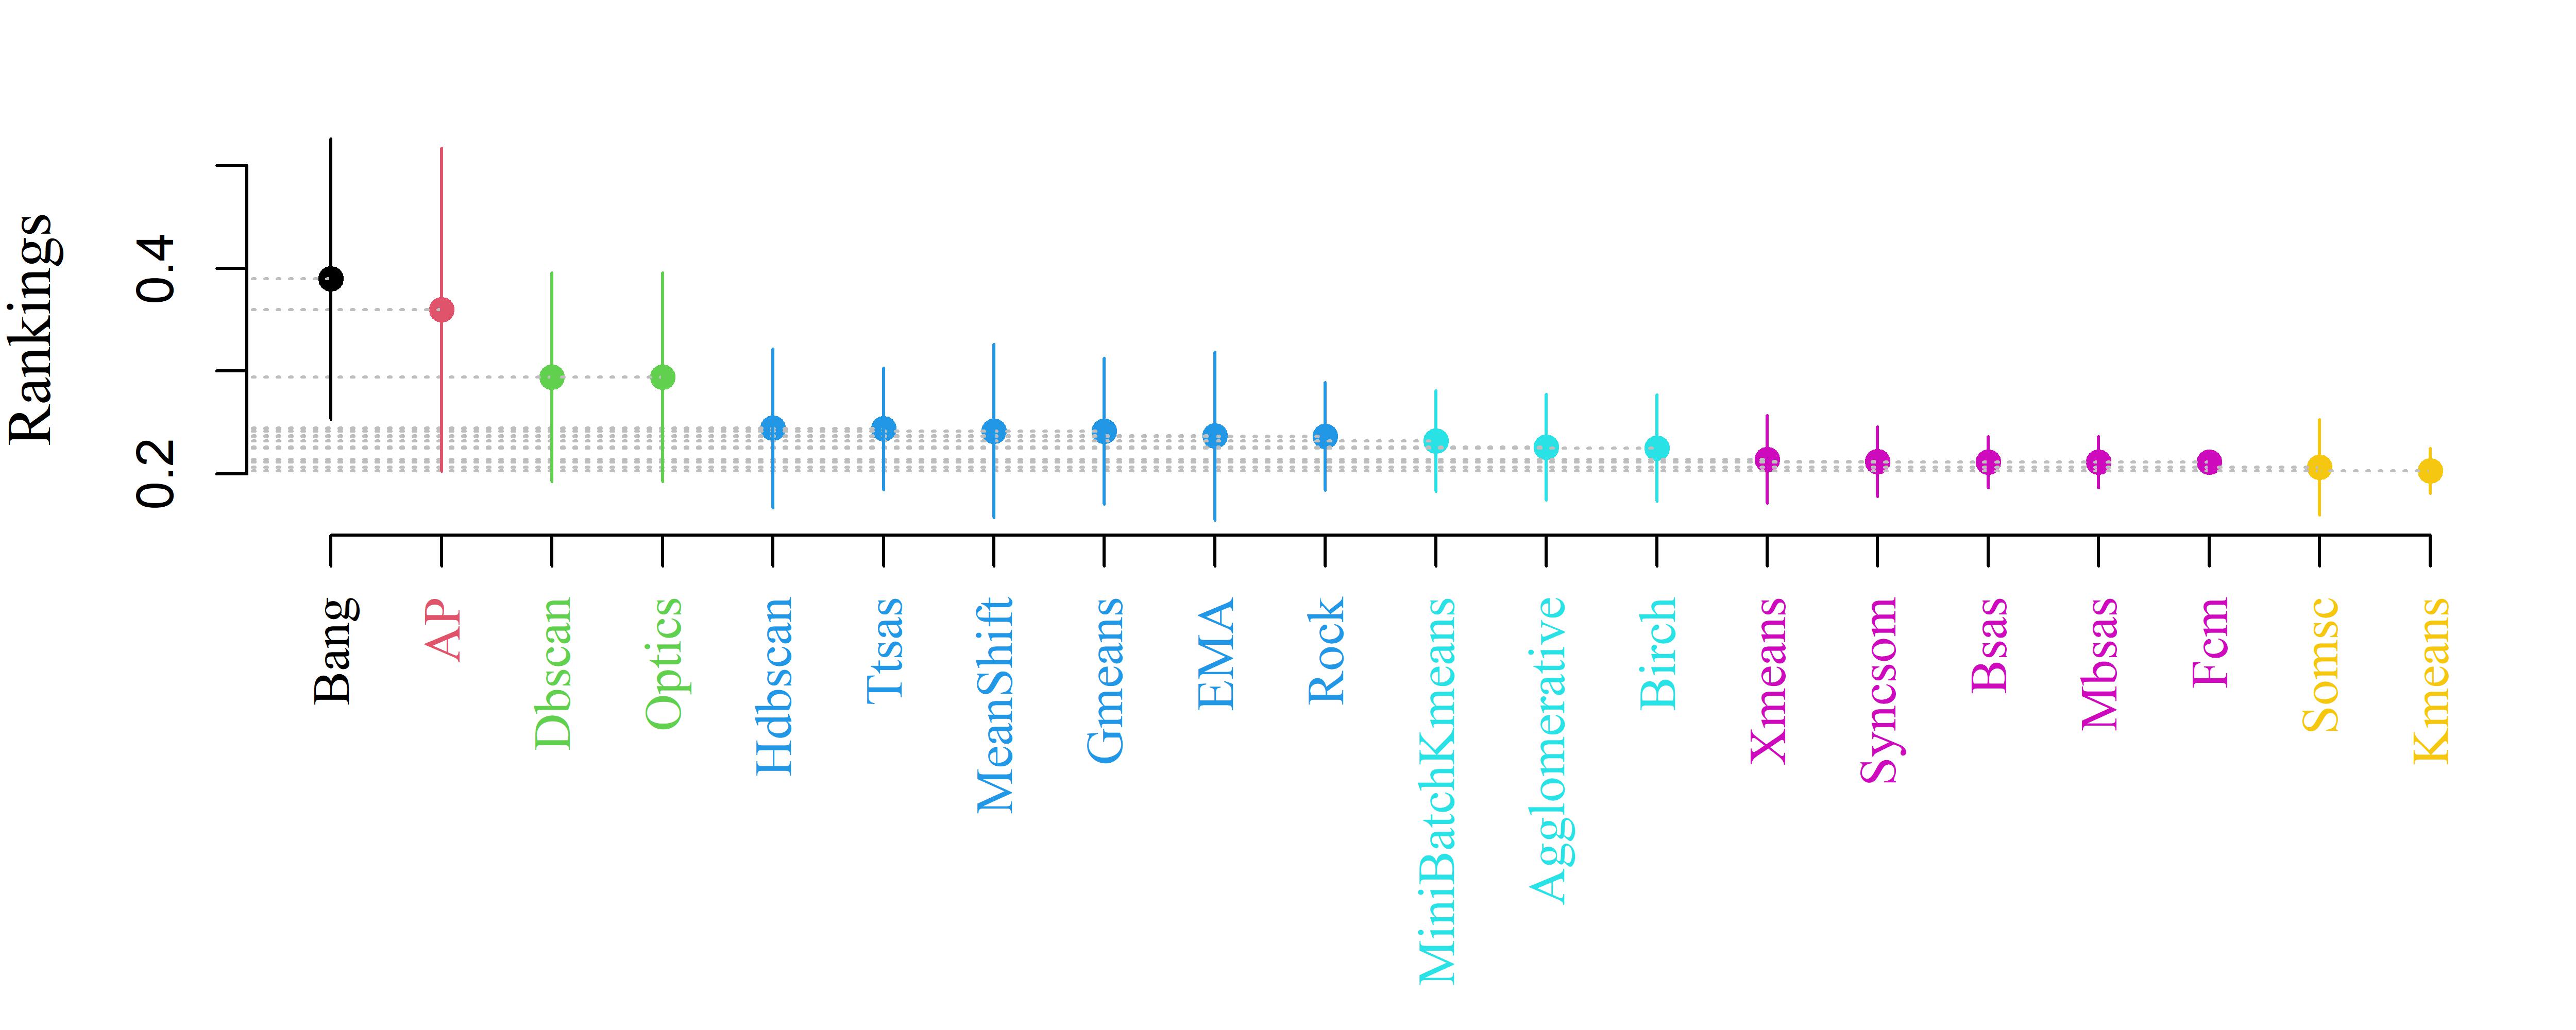 Rankings
0.4
0.2
Bang
AP
Dbscan
Optics
Hdbscan
Ttsas
MeanShift
Gmeans
EMA
Rock
MiniBatchKmeans
Agglomerative
Birch
Xmeans
Syncsom
Bsas
Mbsas
Fcm
Somsc
Kmeans